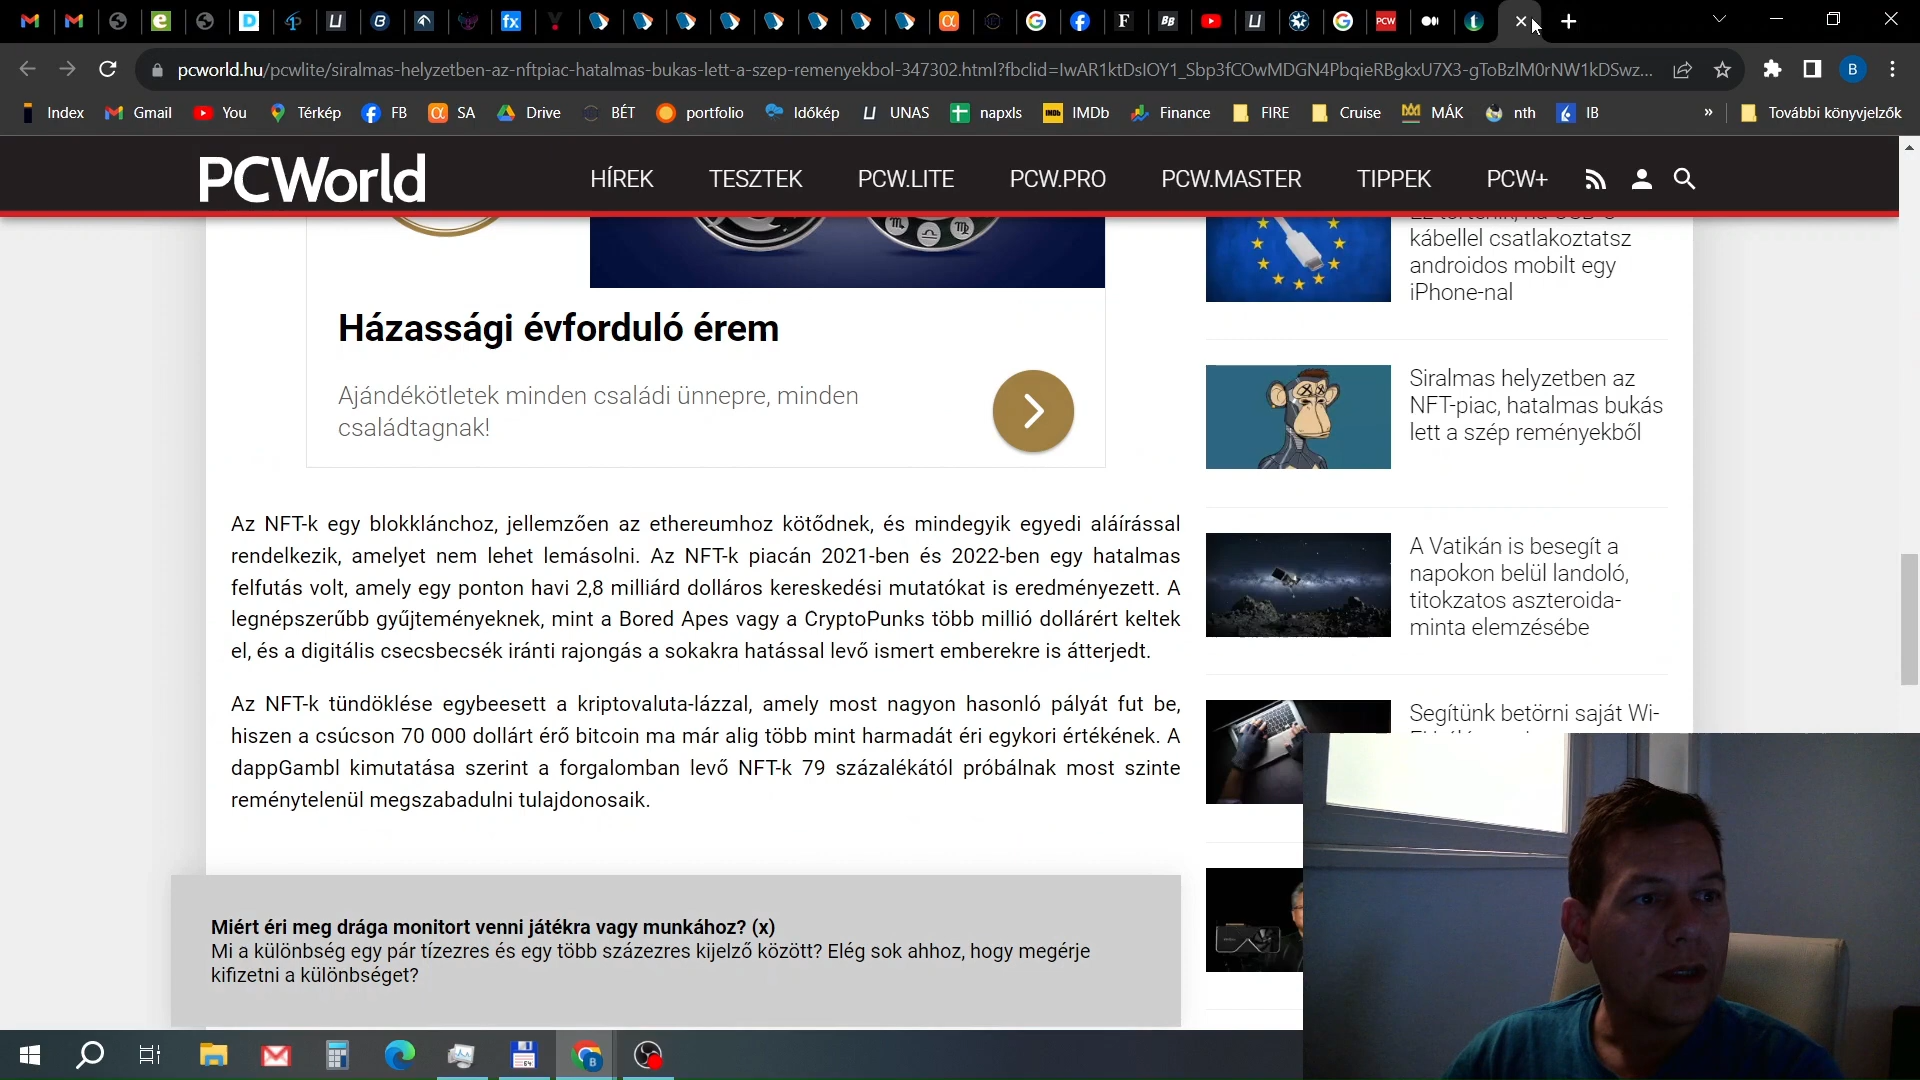 pcworld.hu/pcwlite/siralmas-helyzetben-az-nftpiac-hatalmas-bukas-lett-a-szep-remenyekbol-347302.html?fbclid=IwAR1ktDsIOY1_Sbp3fCOwMDGN4PbqieRBgkxU7X3-gToBzlM0rNW1kDSwz...
Index Gmail You Térkép FB SA Drive BÉT portfolio Időkép UNAS napxls IMDb Finance FIRE Cruise MÁK nth IB » További könyvjelzők
PCWorld HÍREK TESZTEK PCW.LITE PCW.PRO PCW.MASTER TIPPEK PCW+
kábellel csatlakoztatsz
androidos mobilt egy
iPhone-nal
Házassági évforduló érem
Ajándékötletek minden családi ünnepre, minden
családtagnak!
Siralmas helyzetben az
NFT-piac, hatalmas bukás
lett a szép reményekből
Az NFT-k egy blokklánchoz, jellemzően az ethereumhoz kötődnek, és mindegyik egyedi aláírással
rendelkezik, amelyet nem lehet lemásolni. Az NFT-k piacán 2021-ben és 2022-ben egy hatalmas
felfutás volt, amely egy ponton havi 2,8 milliárd dolláros kereskedési mutatókat is eredményezett. A
legnépszerűbb gyűjteményeknek, mint a Bored Apes vagy a CryptoPunks több millió dollárért keltek
el, és a digitális csecsbecsék iránti rajongás a sokakra hatással levő ismert emberekre is átterjedt.
A Vatikán is besegít a
napokon belül landoló,
titokzatos aszteroida-
minta elemzésébe
Az NFT-k tündöklése egybeesett a kriptovaluta-lázzal, amely most nagyon hasonló pályát fut be,
hiszen a csúcson 70 000 dollárt érő bitcoin ma már alig több mint harmadát éri egykori értékének. A
dappGambl kimutatása szerint a forgalomban levő NFT-k 79 százalékától próbálnak most szinte
reménytelenül megszabadulni tulajdonosaik.
Segítünk betörni saját Wi-
Miért éri meg drága monitort venni játékra vagy munkához? (x)
Mi a különbség egy pár tízezres és egy több százezres kijelző között? Elég sok ahhoz, hogy megérje
kifizetni a különbséget?